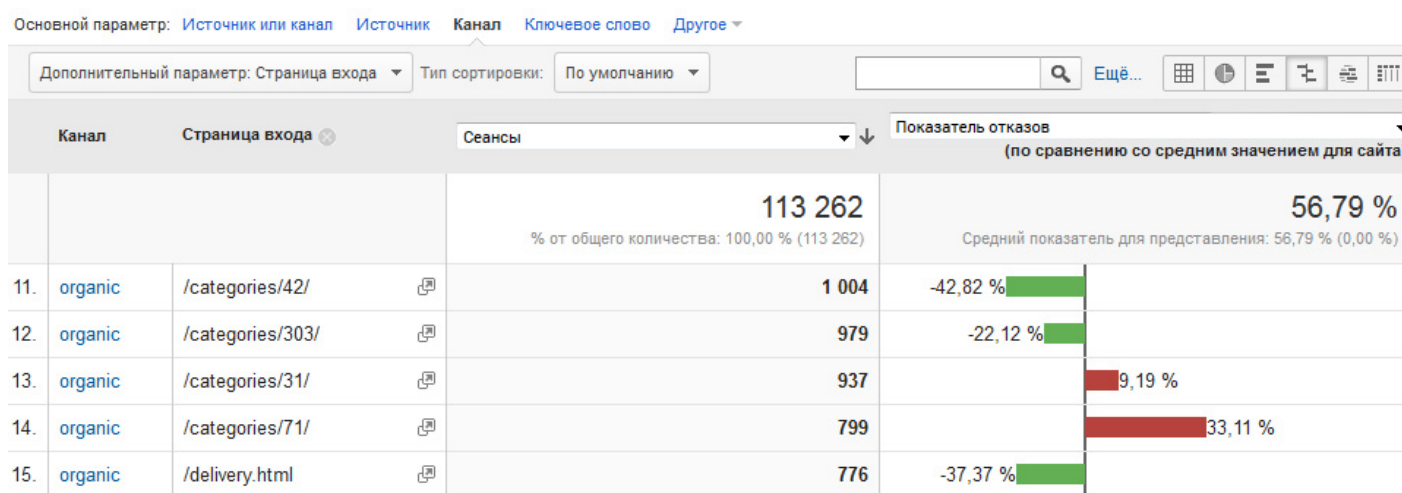 Основной параметр: Источник или канал Источник Канал Ключевое слово Другое
Дополнительный параметр: Страница входа Тип сортировки: По умолчанию Ещё...
Канал Страница входа Сеансы Показатель отказов
(по сравнению со средним значением для сайта
113 262 56,79 %
% от общего количества: 100,00 % (113 262) Средний показатель для представления: 56,79 % (0,00 %)
11. organic /categories/42/ 1 004 -42,82 %
12. organic /categories/303/ 979 -22,12 %
13. organic /categories/31/ 937 9,19 %
14. organic /categories/71/ 799 33,11 %
15. organic /delivery.html 776 -37,37 %